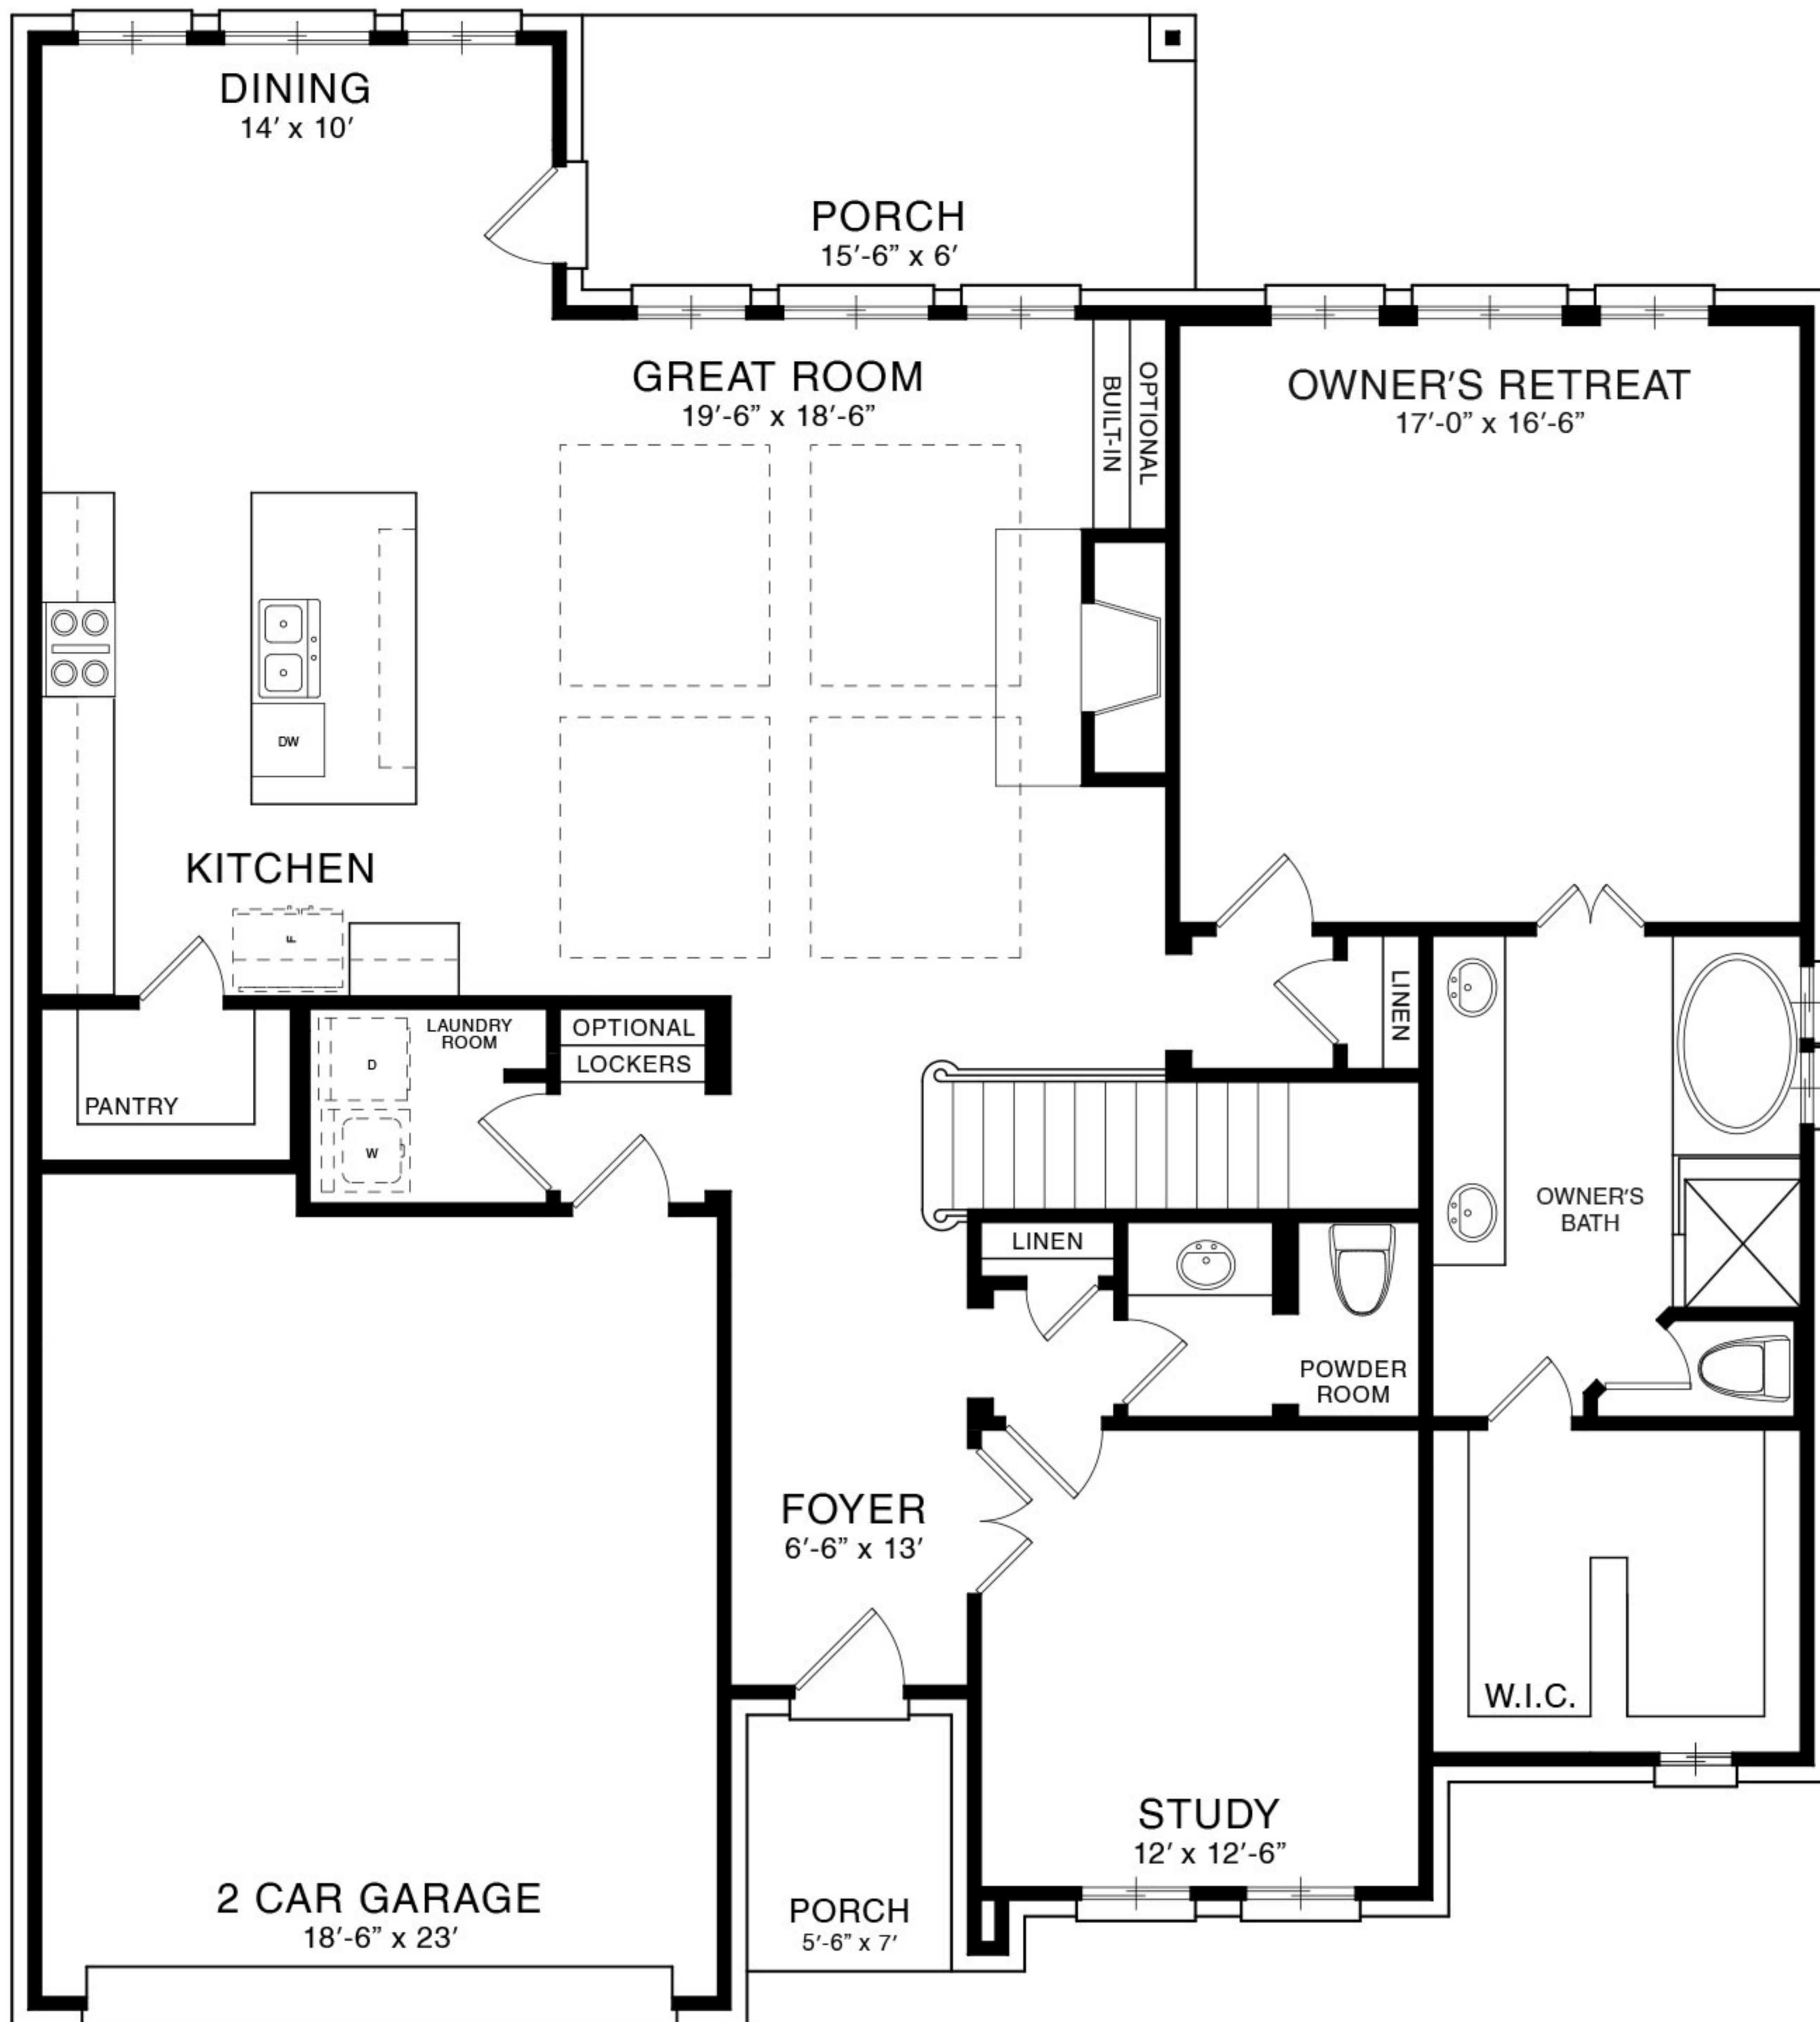 DINING
14′ x 10′
PORCH
15′-6” x 6′
GREAT ROOM
19′-6” x 18′-6”
OPTIONAL
BUILT-IN
OWNER’S RETREAT
17′-0” x 16′-6”
DW
KITCHEN
F
LAUNDRY
ROOM
D
W
OPTIONAL
LOCKERS
PANTRY
LINEN
OWNER’S
BATH
LINEN
POWDER
ROOM
FOYER
6′-6” x 13′
W.I.C.
STUDY
12′ x 12′-6”
2 CAR GARAGE
18′-6” x 23′
PORCH
5′-6” x 7′